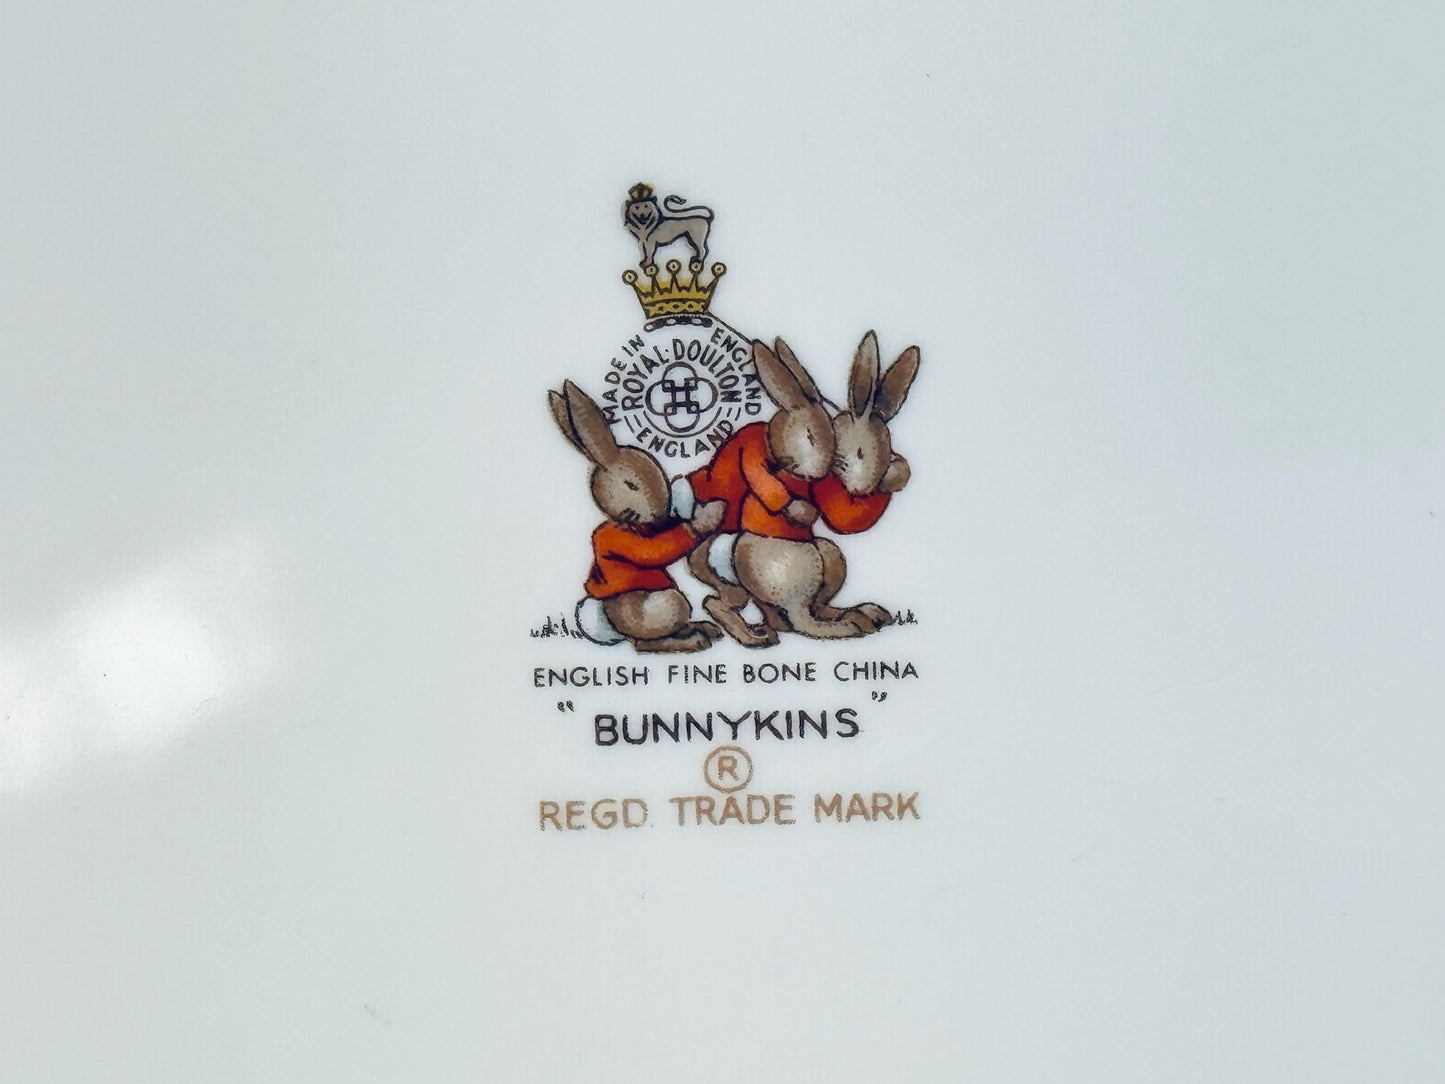 MADE IN ENGLAND
ROYAL·DOULTON
ENGLAND
ENGLISH FINE BONE CHINA
"BUNNYKINS"
®
REGD. TRADE MARK